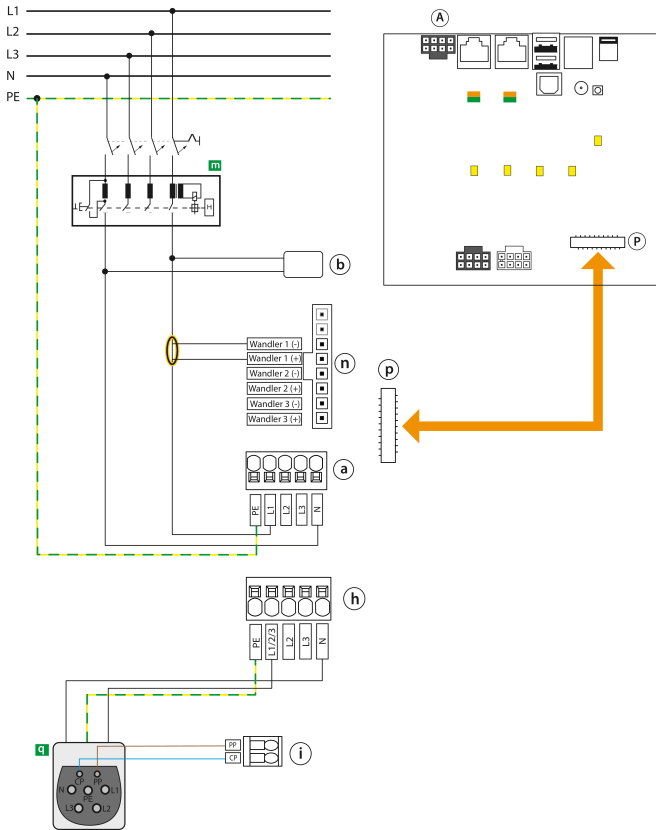 L1
A
L2
L3
N
PE
m
H
P
b
Wandler 1 (-)
Wandler 1 (+)
Wandler 2 (-)
Wandler 2 (+)
Wandler 3 (-)
Wandler 3 (+)
n
p
a
PE
L1
L2
L3
N
h
PE
L1/2/3
L2
L3
N
q
PP
CP
i
CP PP
N L1
PE
L3 L2